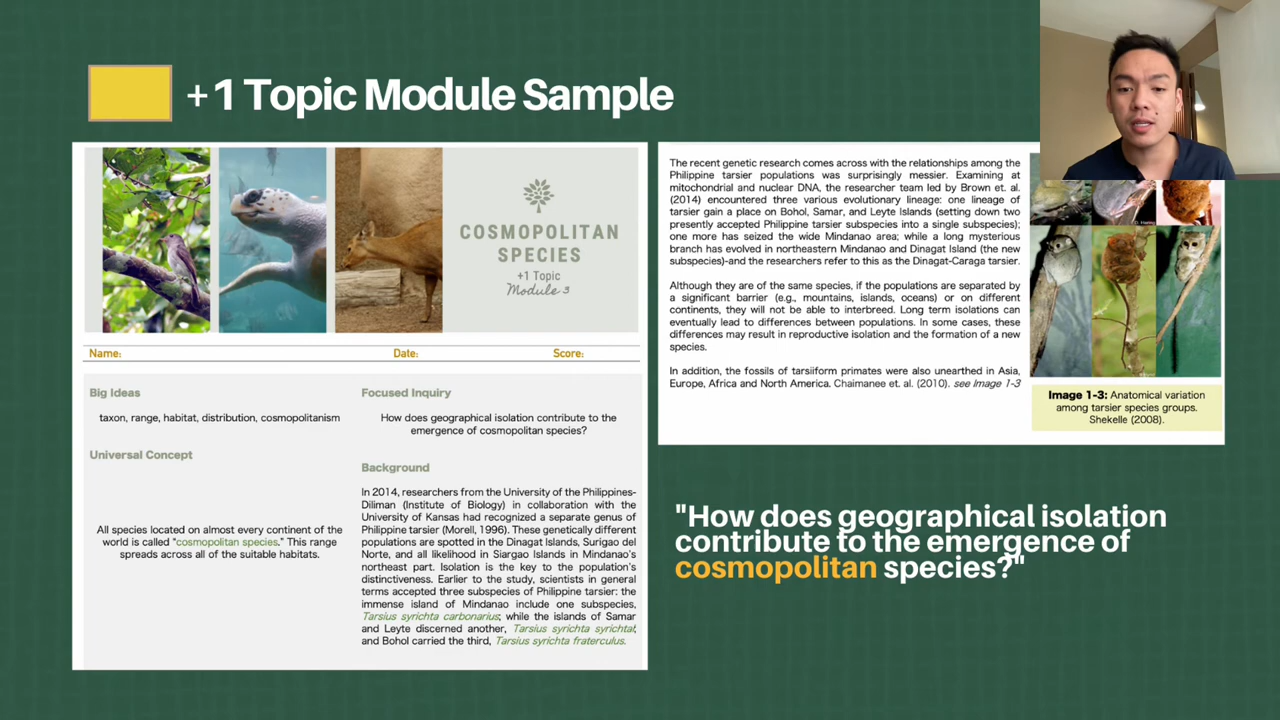 +1 Topic Module Sample
COSMOPOLITAN
SPECIES
+1 Topic
Module 3
Name:
Date:
Score:
Big Ideas
taxon, range, habitat, distribution, cosmopolitanism
Universal Concept
All species located on almost every continent of the
world is called “cosmopolitan species.” This range
spreads across all of the suitable habitats.
Focused Inquiry
How does geographical isolation contribute to the
emergence of cosmopolitan species?
Background
In 2014, researchers from the University of the Philippines-
Diliman (Institute of Biology) in collaboration with the
University of Kansas had recognized a separate genus of
Philippine tarsier (Morell, 1996). These genetically different
populations are spotted in the Dinagat Islands, Surigao del
Norte, and all likelihood in Siargao Islands in Mindanao's
northeast part. Isolation is the key to the population's
distinctiveness. Earlier to the study, scientists in general
terms accepted three subspecies of Philippine tarsier: the
immense island of Mindanao include one subspecies,
Tarsius syrichta carbonarius; while the islands of Samar
and Leyte discerned another, Tarsius syrichta syrichtal;
and Bohol carried the third, Tarsius syrichta fraterculus.
The recent genetic research comes across with the relationships among the
Philippine tarsier populations was surprisingly messier. Examining at
mitochondrial and nuclear DNA, the researcher team led by Brown et. al.
(2014) encountered three various evolutionary lineage: one lineage of
tarsier gain a place on Bohol, Samar, and Leyte Islands (setting down two
presently accepted Philippine tarsier subspecies into a single subspecies);
one more has seized the wide Mindanao area; while a long mysterious
branch has evolved in northeastern Mindanao and Dinagat Island (the new
subspecies)-and the researchers refer to this as the Dinagat-Caraga tarsier.
Although they are of the same species, if the populations are separated by
a significant barrier (e.g., mountains, islands, oceans) or on different
continents, they will not be able to interbreed. Long term isolations can
eventually lead to differences between populations. In some cases, these
differences may result in reproductive isolation and the formation of a new
species.
In addition, the fossils of tarsiiform primates were also unearthed in Asia,
Europe, Africa and North America. Chaimanee et. al. (2010). see Image 1-3
Image 1-3: Anatomical variation
among tarsier species groups.
Shekelle (2008).
"How does geographical isolation
contribute to the emergence of
cosmopolitan species?"